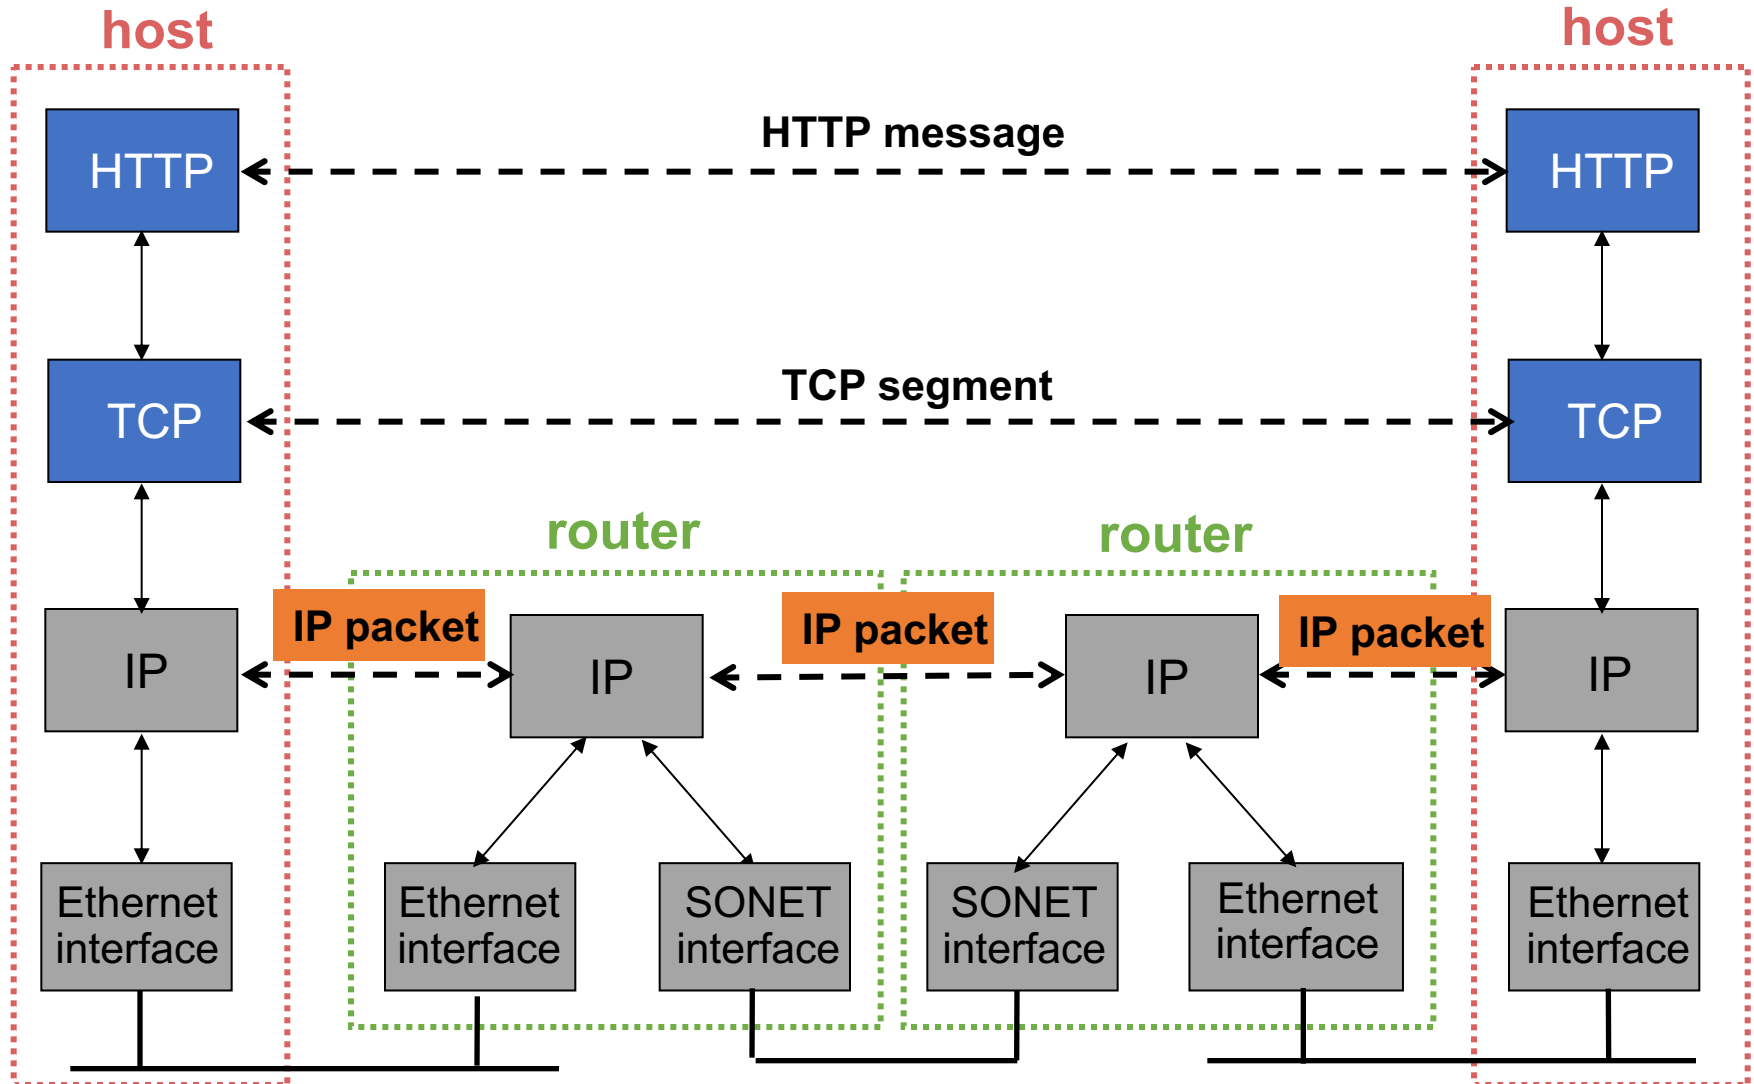 host
host
HTTP message
HTTP
HTTP
TCP segment
TCP
TCP
router
router
IP packet
IP packet
IP packet
IP
IP
IP
IP
Ethernet
interface
Ethernet
interface
SONET
interface
SONET
interface
Ethernet
interface
Ethernet
interface